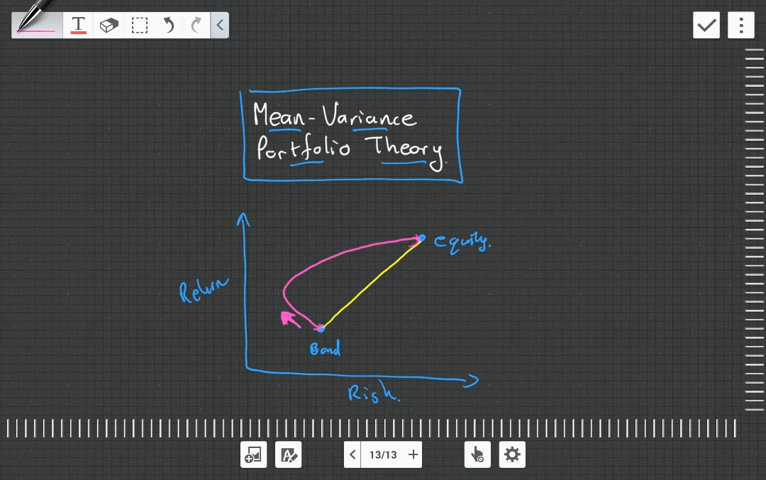 T
Mean-Variance
Portfolio Theory.
equity.
Return
Bond
Risk.
13/13